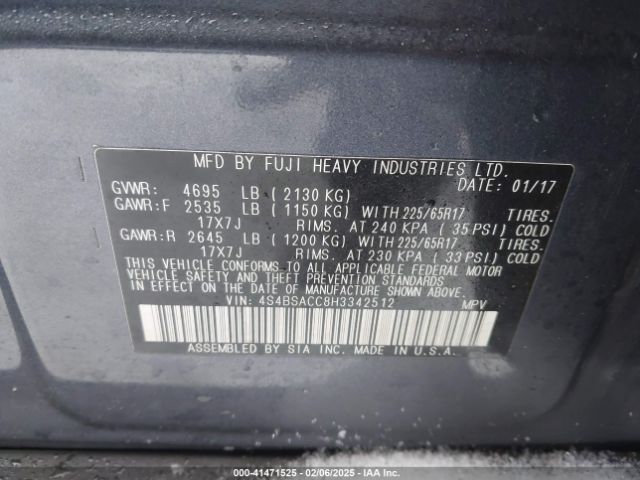 MFD BY FUJI HEAVY INDUSTRIES LTD.
DATE: 01/17
GVWR: 4695 LB (2130 KG)
GAWR:F 2535 LB (1150 KG) WITH 225/65R17 TIRES.
17X7J RIMS. AT 240 KPA (35 PSI) COLD
GAWR:R 2645 LB (1200 KG) WITH 225/65R17 TIRES.
17X7J RIMS. AT 230 KPA (33 PSI) COLD
THIS VEHICLE CONFORMS TO ALL APPLICABLE FEDERAL MOTOR
VEHICLE SAFETY AND THEFT PREVENTION STANDARDS
IN EFFECT ON THE DATE OF MANUFACTURE SHOWN ABOVE.
VIN: 4S4BSACC8H3342512 MPV
ASSEMBLED BY SIA INC. MADE IN U.S.A.
000-41471525 - 02/06/2025 - IAA Inc.